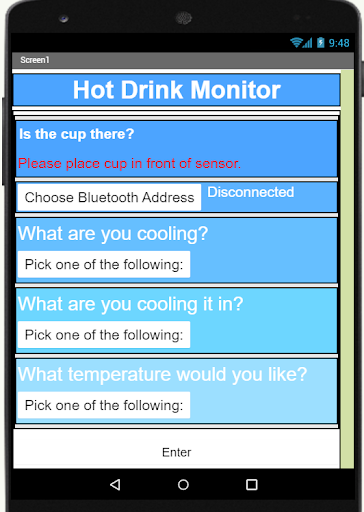 9:48
Screen1
Hot Drink Monitor
Is the cup there?
Please place cup in front of sensor.
Choose Bluetooth Address Disconnected
What are you cooling?
Pick one of the following:
What are you cooling it in?
Pick one of the following:
What temperature would you like?
Pick one of the following:
Enter